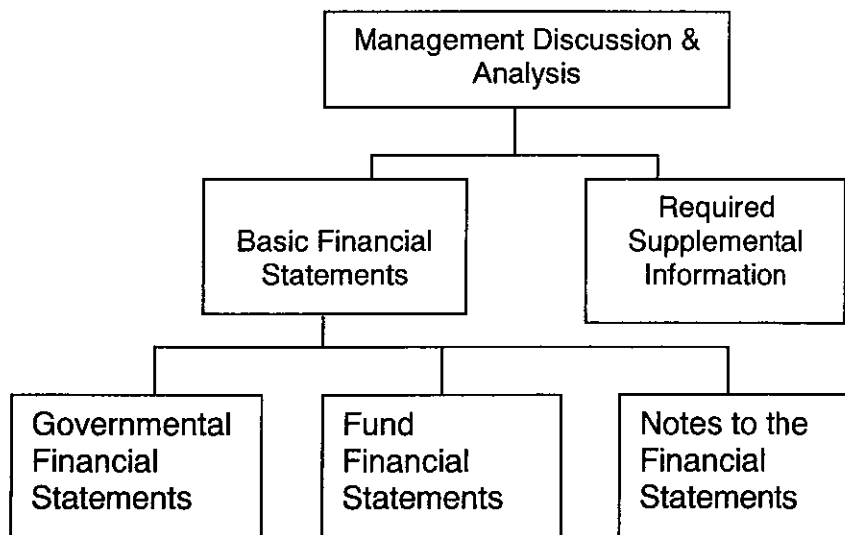 Management Discussion &
Analysis
Basic Financial
Statements
Required
Supplemental
Information
Governmental
Financial
Statements
Fund
Financial
Statements
Notes to the
Financial
Statements